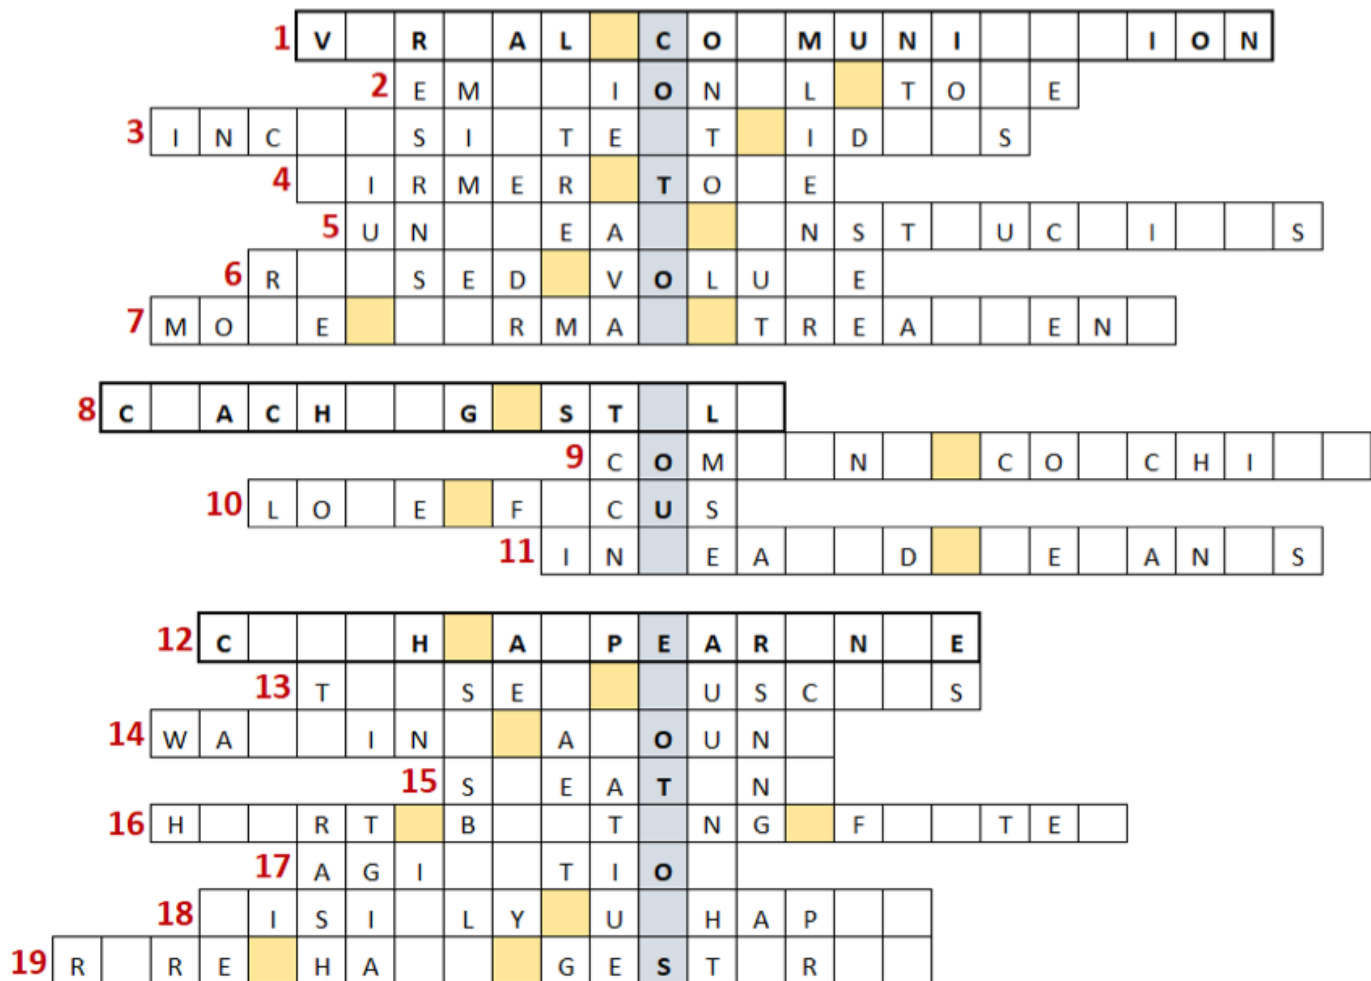 1 V R A L C O M U N I I O N
2 E M I O N L T O E
3 I N C S I T E T I D S
4 I R M E R T O E
5 U N E A N S T U C I S
6 R S E D V O L U E
7 M O E R M A T R E A E N
8 C A C H G S T L
9 C O M N C O C H I
10 L O E F C U S
11 I N E A D E A N S
12 C H A P E A R N E
13 T S E U S C S
14 W A I N A O U N
15 S E A T N
16 H R T B T N G F T E
17 A G I T I O
18 I S I L Y U H A P
19 R R E H A G E S T R